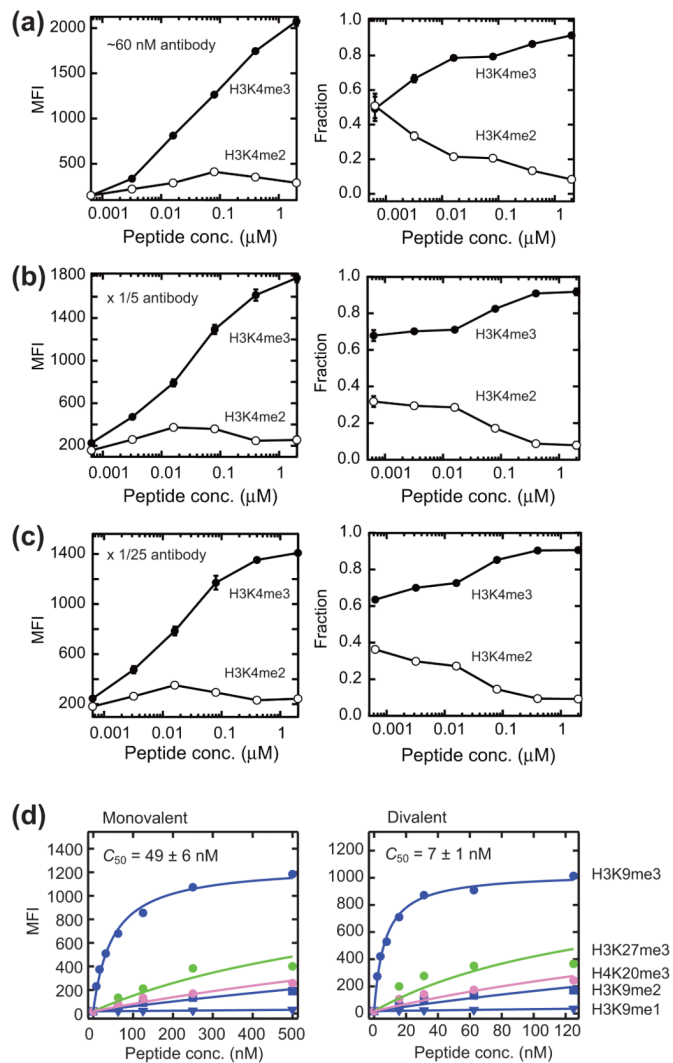 (a)
~60 nM antibody
2000
1500
1000
500
MFI
H3K4me3
H3K4me2
0.001 0.01 0.1 1
Peptide conc. (μM)
1.0
0.8
0.6
0.4
0.2
0.0
Fraction
H3K4me3
H3K4me2
0.001 0.01 0.1 1
Peptide conc. (μM)
(b)
x 1/5 antibody
1800
1600
1400
1200
1000
800
600
400
200
MFI
H3K4me3
H3K4me2
0.001 0.01 0.1 1
Peptide conc. (μM)
1.0
0.8
0.6
0.4
0.2
0.0
Fraction
H3K4me3
H3K4me2
0.001 0.01 0.1 1
Peptide conc. (μM)
(c)
x 1/25 antibody
1400
1200
1000
800
600
400
200
MFI
H3K4me3
H3K4me2
0.001 0.01 0.1 1
Peptide conc. (μM)
1.0
0.8
0.6
0.4
0.2
0.0
Fraction
H3K4me3
H3K4me2
0.001 0.01 0.1 1
Peptide conc. (μM)
(d)
Monovalent
C50 = 49 ± 6 nM
1400
1200
1000
800
600
400
200
0
MFI
0 100 200 300 400 500
Peptide conc. (nM)
Divalent
C50 = 7 ± 1 nM
1000
800
600
400
200
0
0 20 40 60 80 100 120
Peptide conc. (nM)
H3K9me3
H3K27me3
H4K20me3
H3K9me2
H3K9me1